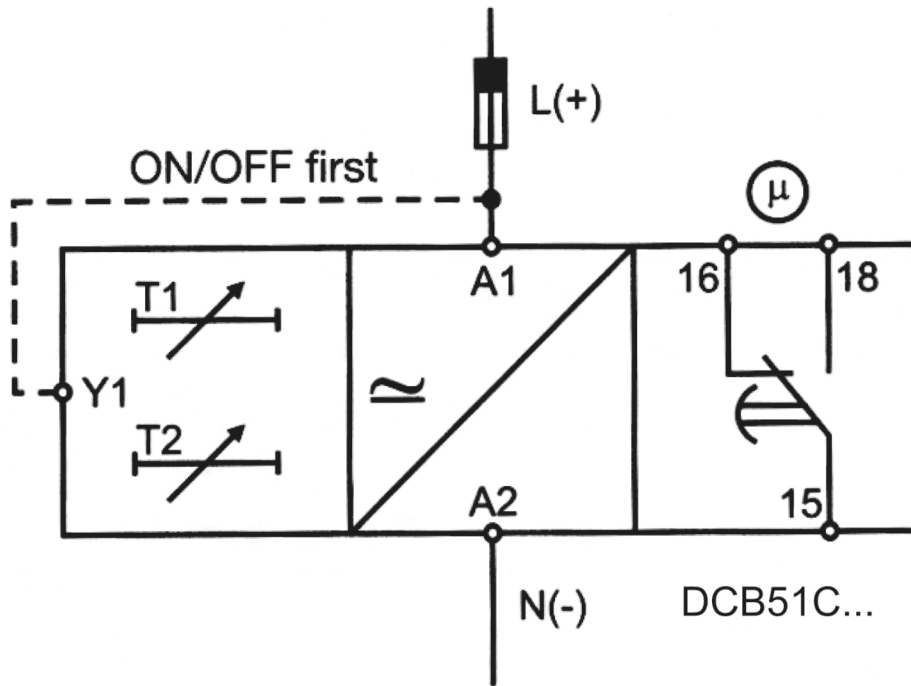 L(+)
ON/OFF first
μ
A1
16
18
T1
Y1
T2
A2
15
N(-)
DCB51C...